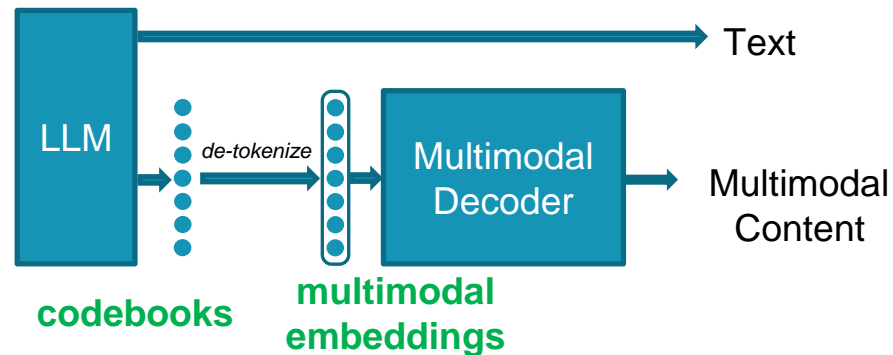 Text
LLM
de-tokenize
Multimodal
Decoder
Multimodal
Content
codebooks
multimodal
embeddings